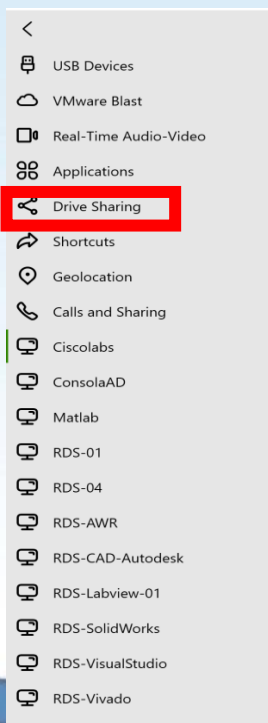 USB Devices
VMware Blast
Real-Time Audio-Video
Applications
Drive Sharing
Shortcuts
Geolocation
Calls and Sharing
Ciscolabs
ConsolaAD
Matlab
RDS-01
RDS-04
RDS-AWR
RDS-CAD-Autodesk
RDS-Labview-01
RDS-SolidWorks
RDS-VisualStudio
RDS-Vivado